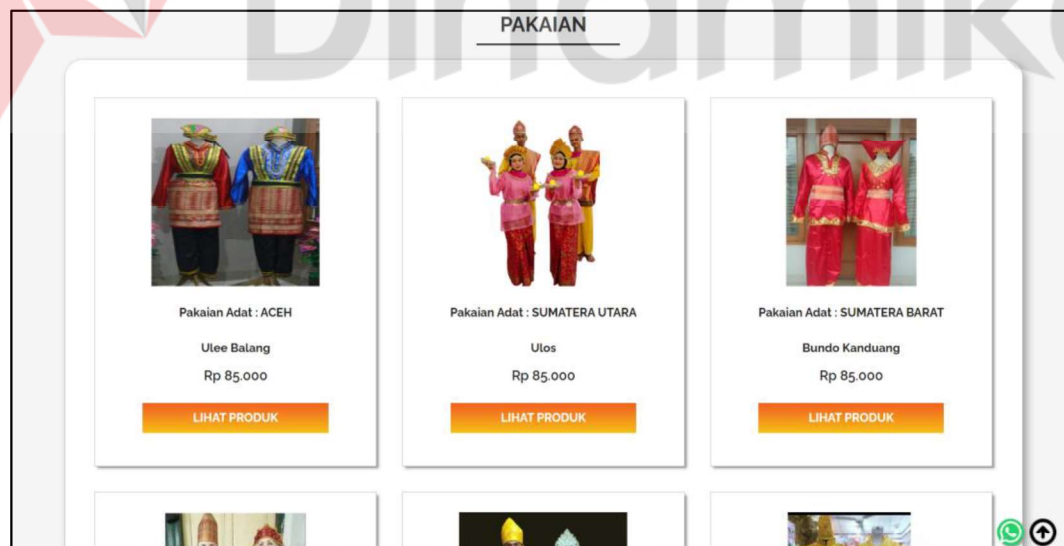 Dinamika
PAKAIAN
Pakaian Adat : ACEH
Ulee Balang
Rp 85.000
LIHAT PRODUK
Pakaian Adat : SUMATERA UTARA
Ulos
Rp 85.000
LIHAT PRODUK
Pakaian Adat : SUMATERA BARAT
Bundo Kanduang
Rp 85.000
LIHAT PRODUK